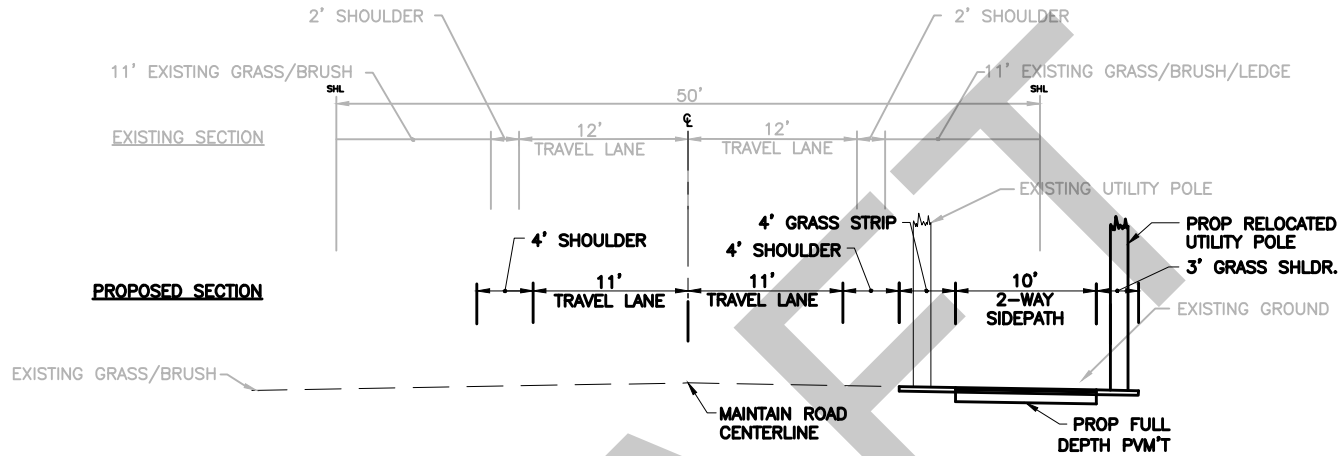 2' SHOULDER
2' SHOULDER
11' EXISTING GRASS/BRUSH
11' EXISTING GRASS/BRUSH/LEDGE
SHL
SHL
50'
℄
EXISTING SECTION
12'
TRAVEL LANE
12'
TRAVEL LANE
EXISTING UTILITY POLE
4' GRASS STRIP
PROP RELOCATED
UTILITY POLE
4' SHOULDER
4' SHOULDER
3' GRASS SHLDR.
PROPOSED SECTION
11'
TRAVEL LANE
11'
TRAVEL LANE
10'
2-WAY
SIDEPATH
EXISTING GROUND
EXISTING GRASS/BRUSH
MAINTAIN ROAD
CENTERLINE
PROP FULL
DEPTH PVM'T